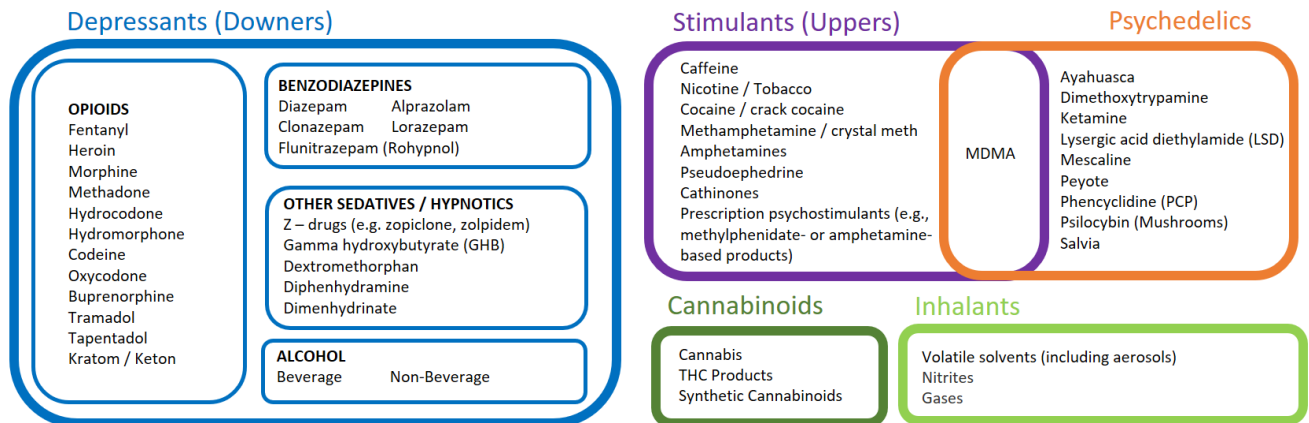 Depressants (Downers)
OPIOIDS
Fentanyl
Heroin
Morphine
Methadone
Hydrocodone
Hydromorphone
Codeine
Oxycodone
Buprenorphine
Tramadol
Tapentadol
Kratom / Keton
BENZODIAZEPINES
Diazepam Alprazolam
Clonazepam Lorazepam
Flunitrazepam (Rohypnol)
OTHER SEDATIVES / HYPNOTICS
Z – drugs (e.g. zopiclone, zolpidem)
Gamma hydroxybutyrate (GHB)
Dextromethorphan
Diphenhydramine
Dimenhydrinate
ALCOHOL
Beverage Non-Beverage
Stimulants (Uppers)
Caffeine
Nicotine / Tobacco
Cocaine / crack cocaine
Methamphetamine / crystal meth
Amphetamines
Pseudoephedrine
Cathinones
Prescription psychostimulants (e.g.,
methylphenidate- or amphetamine-
based products)
MDMA
Psychedelics
Ayahuasca
Dimethoxytrypamine
Ketamine
Lysergic acid diethylamide (LSD)
Mescaline
Peyote
Phencyclidine (PCP)
Psilocybin (Mushrooms)
Salvia
Cannabinoids
Cannabis
THC Products
Synthetic Cannabinoids
Inhalants
Volatile solvents (including aerosols)
Nitrites
Gases